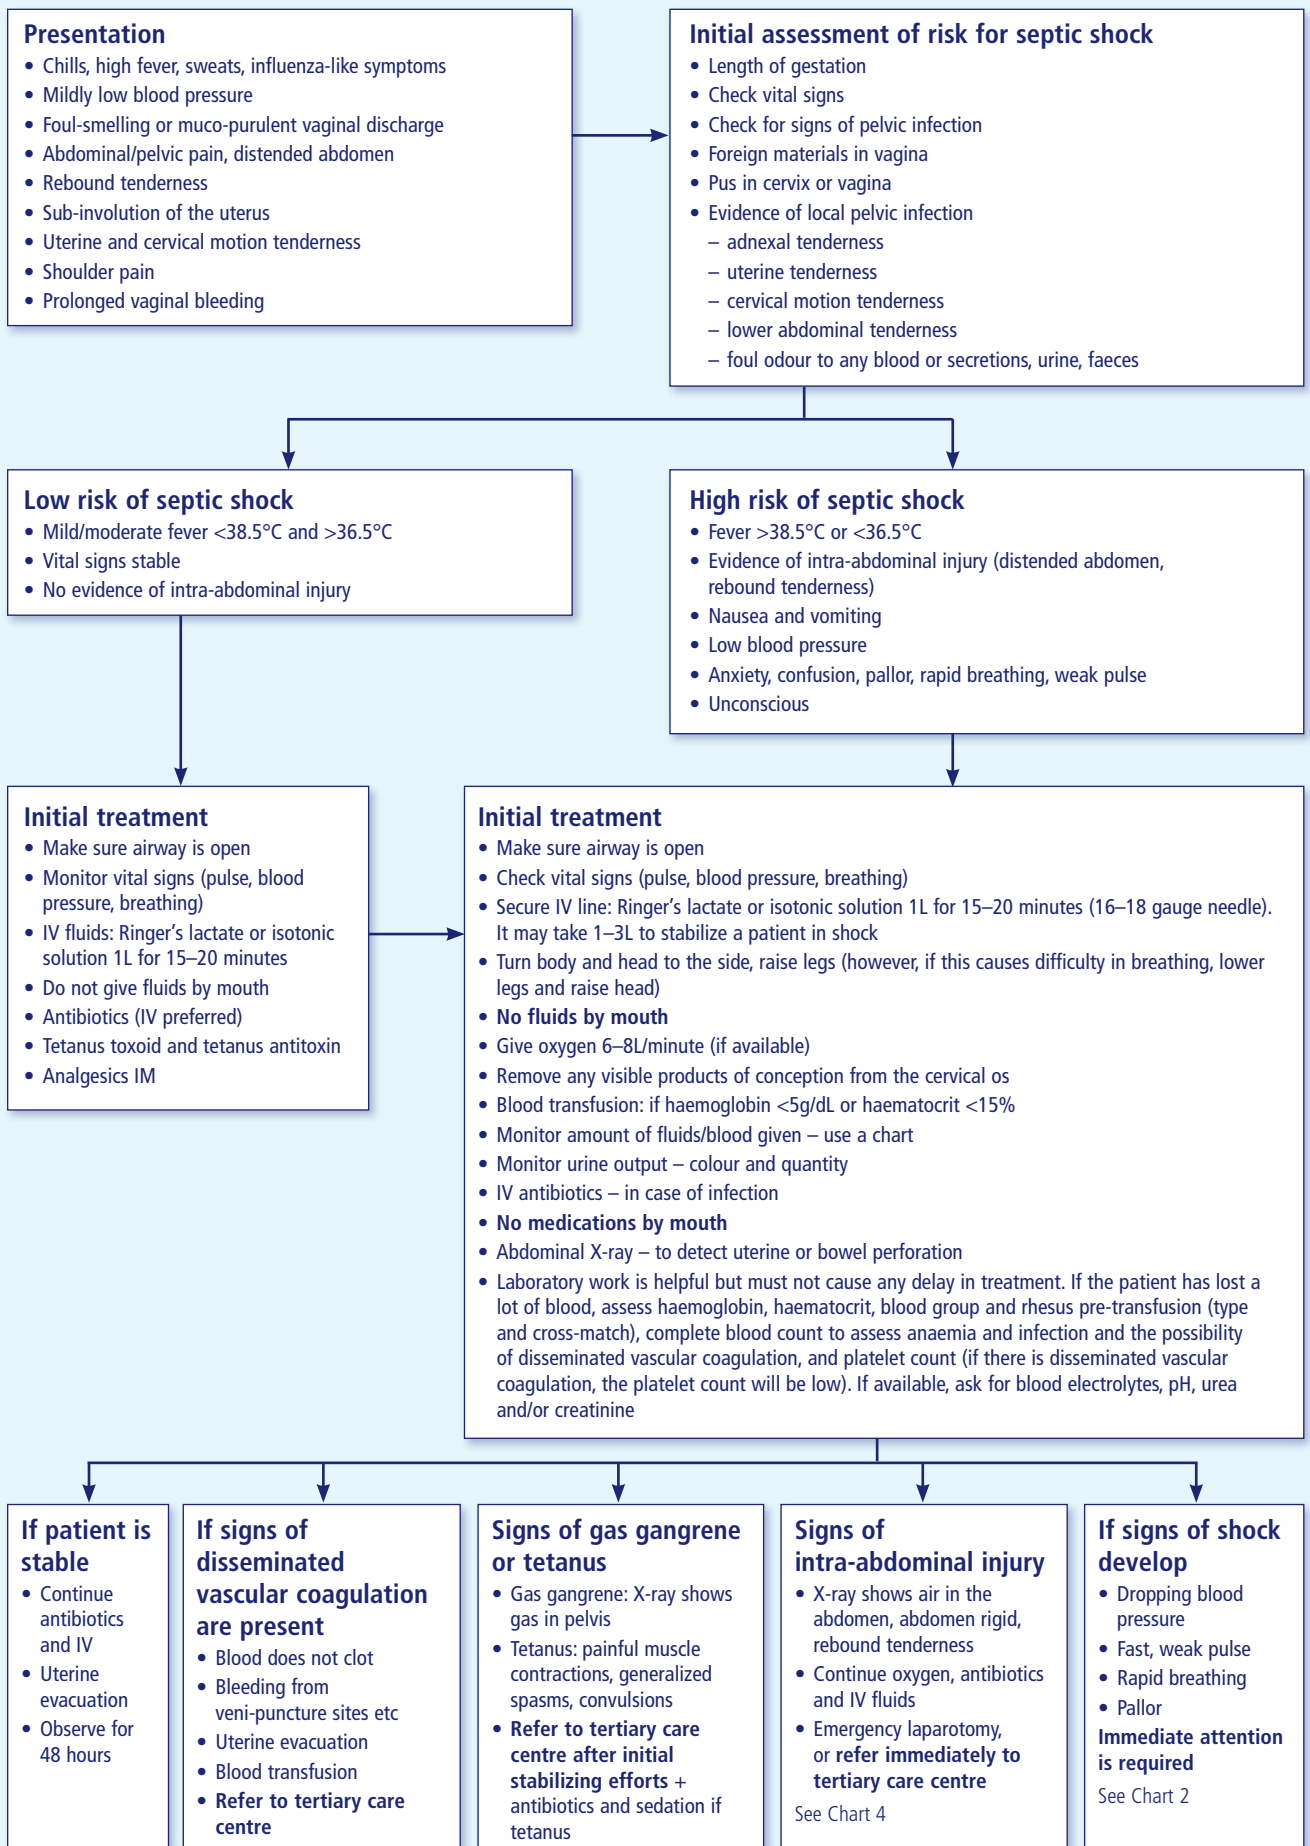 Presentation
• Chills, high fever, sweats, influenza-like symptoms
• Mildly low blood pressure
• Foul-smelling or muco-purulent vaginal discharge
• Abdominal/pelvic pain, distended abdomen
• Rebound tenderness
• Sub-involution of the uterus
• Uterine and cervical motion tenderness
• Shoulder pain
• Prolonged vaginal bleeding
Initial assessment of risk for septic shock
• Length of gestation
• Check vital signs
• Check for signs of pelvic infection
• Foreign materials in vagina
• Pus in cervix or vagina
• Evidence of local pelvic infection
– adnexal tenderness
– uterine tenderness
– cervical motion tenderness
– lower abdominal tenderness
– foul odour to any blood or secretions, urine, faeces
Low risk of septic shock
• Mild/moderate fever <38.5°C and >36.5°C
• Vital signs stable
• No evidence of intra-abdominal injury
High risk of septic shock
• Fever >38.5°C or <36.5°C
• Evidence of intra-abdominal injury (distended abdomen,
rebound tenderness)
• Nausea and vomiting
• Low blood pressure
• Anxiety, confusion, pallor, rapid breathing, weak pulse
• Unconscious
Initial treatment
• Make sure airway is open
• Monitor vital signs (pulse, blood
pressure, breathing)
• IV fluids: Ringer's lactate or isotonic
solution 1L for 15–20 minutes
• Do not give fluids by mouth
• Antibiotics (IV preferred)
• Tetanus toxoid and tetanus antitoxin
• Analgesics IM
Initial treatment
• Make sure airway is open
• Check vital signs (pulse, blood pressure, breathing)
• Secure IV line: Ringer's lactate or isotonic solution 1L for 15–20 minutes (16–18 gauge needle).
It may take 1–3L to stabilize a patient in shock
• Turn body and head to the side, raise legs (however, if this causes difficulty in breathing, lower
legs and raise head)
• No fluids by mouth
• Give oxygen 6–8L/minute (if available)
• Remove any visible products of conception from the cervical os
• Blood transfusion: if haemoglobin <5g/dL or haematocrit <15%
• Monitor amount of fluids/blood given – use a chart
• Monitor urine output – colour and quantity
• IV antibiotics – in case of infection
• No medications by mouth
• Abdominal X-ray – to detect uterine or bowel perforation
• Laboratory work is helpful but must not cause any delay in treatment. If the patient has lost a
lot of blood, assess haemoglobin, haematocrit, blood group and rhesus pre-transfusion (type
and cross-match), complete blood count to assess anaemia and infection and the possibility
of disseminated vascular coagulation, and platelet count (if there is disseminated vascular
coagulation, the platelet count will be low). If available, ask for blood electrolytes, pH, urea
and/or creatinine
If patient is
stable
• Continue
antibiotics
and IV
• Uterine
evacuation
• Observe for
48 hours
If signs of
disseminated
vascular coagulation
are present
• Blood does not clot
• Bleeding from
veni-puncture sites etc
• Uterine evacuation
• Blood transfusion
• Refer to tertiary care
centre
Signs of gas gangrene
or tetanus
• Gas gangrene: X-ray shows
gas in pelvis
• Tetanus: painful muscle
contractions, generalized
spasms, convulsions
• Refer to tertiary care
centre after initial
stabilizing efforts +
antibiotics and sedation if
tetanus
Signs of
intra-abdominal injury
• X-ray shows air in the
abdomen, abdomen rigid,
rebound tenderness
• Continue oxygen, antibiotics
and IV fluids
• Emergency laparotomy,
or refer immediately to
tertiary care centre
See Chart 4
If signs of shock
develop
• Dropping blood
pressure
• Fast, weak pulse
• Rapid breathing
• Pallor
Immediate attention
is required
See Chart 2